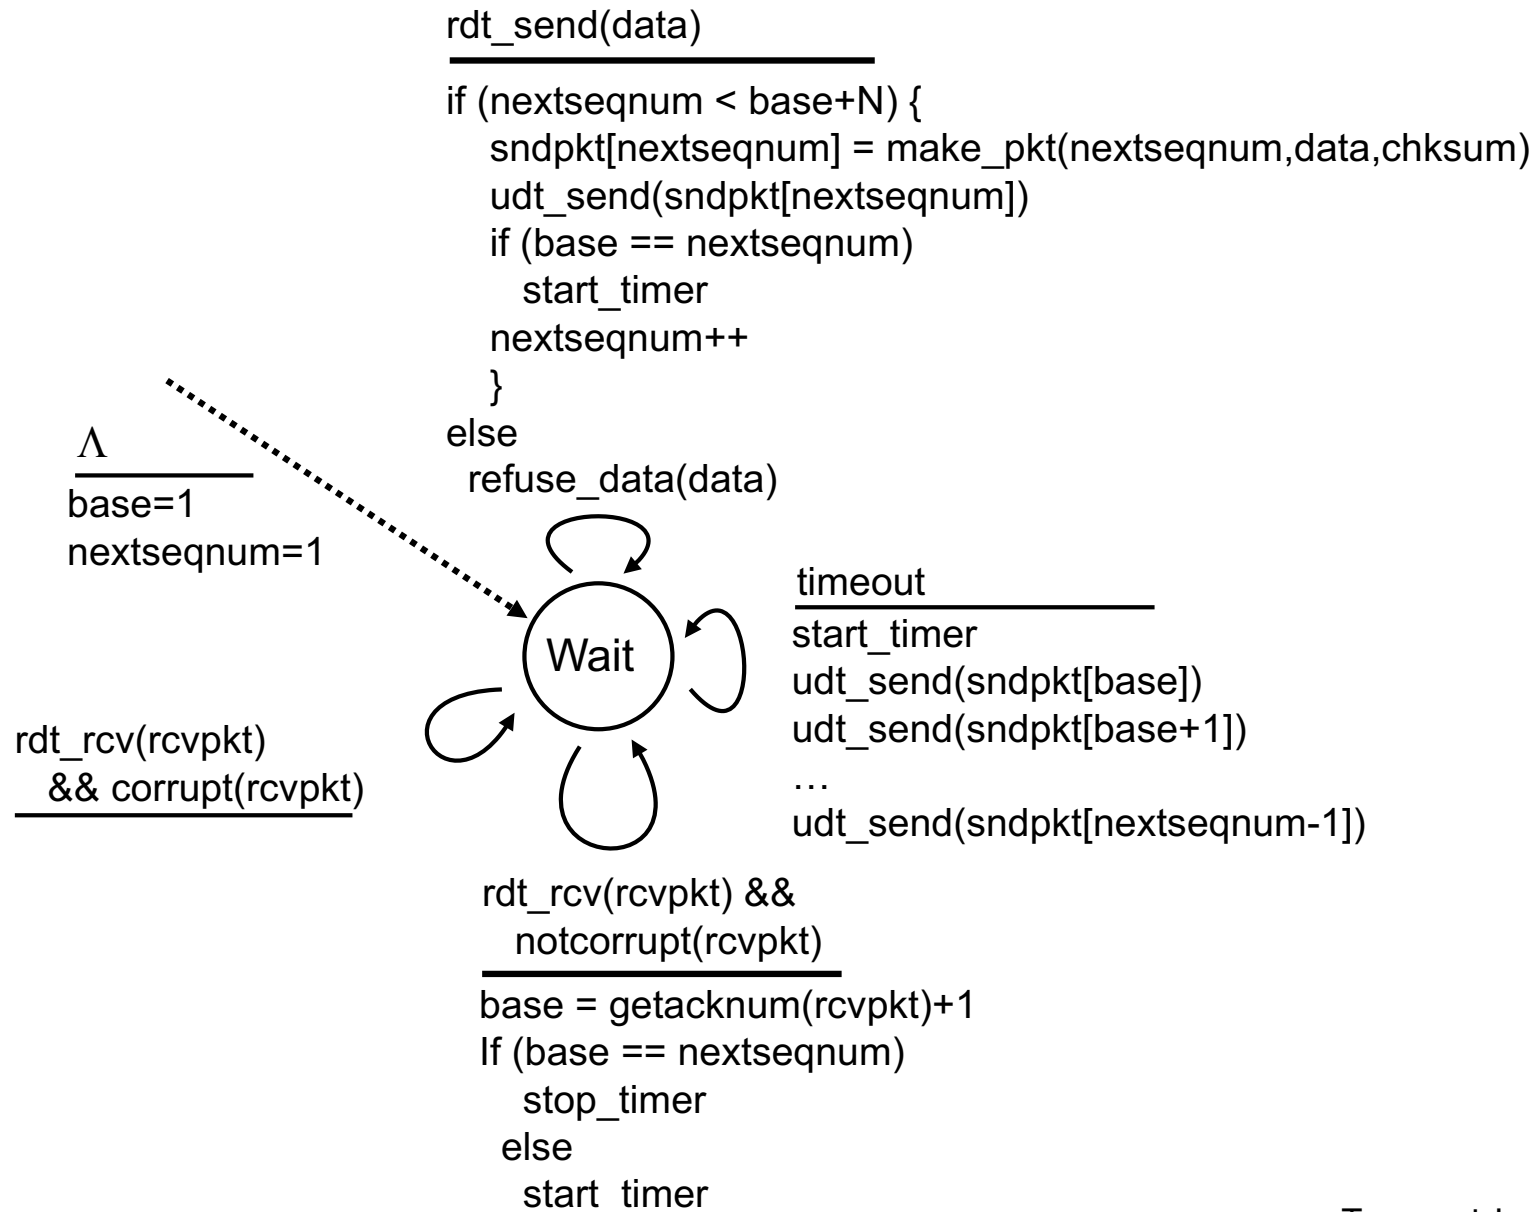 rdt_send(data)
if (nextseqnum < base+N) {
sndpkt[nextseqnum] = make_pkt(nextseqnum,data,chksum)
udt_send(sndpkt[nextseqnum])
if (base == nextseqnum)
start_timer
nextseqnum++
}
else
refuse_data(data)
Λ
base=1
nextseqnum=1
Wait
timeout
start_timer
udt_send(sndpkt[base])
udt_send(sndpkt[base+1])
…
udt_send(sndpkt[nextseqnum-1])
rdt_rcv(rcvpkt)
&& corrupt(rcvpkt)
rdt_rcv(rcvpkt) &&
notcorrupt(rcvpkt)
base = getacknum(rcvpkt)+1
If (base == nextseqnum)
stop_timer
else
start_timer